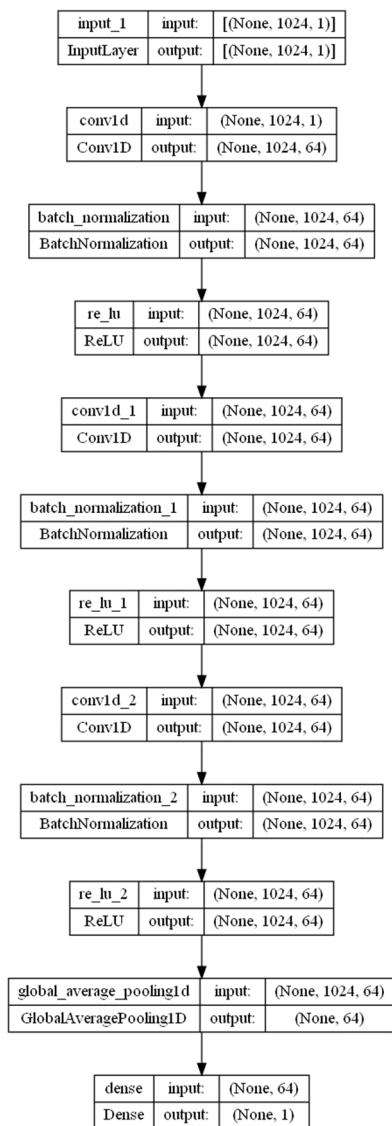 input_1 input: [(None, 1024, 1)]
InputLayer output: [(None, 1024, 1)]
conv1d input: (None, 1024, 1)
Conv1D output: (None, 1024, 64)
batch_normalization input: (None, 1024, 64)
BatchNormalization output: (None, 1024, 64)
re_lu input: (None, 1024, 64)
ReLU output: (None, 1024, 64)
conv1d_1 input: (None, 1024, 64)
Conv1D output: (None, 1024, 64)
batch_normalization_1 input: (None, 1024, 64)
BatchNormalization output: (None, 1024, 64)
re_lu_1 input: (None, 1024, 64)
ReLU output: (None, 1024, 64)
conv1d_2 input: (None, 1024, 64)
Conv1D output: (None, 1024, 64)
batch_normalization_2 input: (None, 1024, 64)
BatchNormalization output: (None, 1024, 64)
re_lu_2 input: (None, 1024, 64)
ReLU output: (None, 1024, 64)
global_average_pooling1d input: (None, 1024, 64)
GlobalAveragePooling1D output: (None, 64)
dense input: (None, 64)
Dense output: (None, 1)